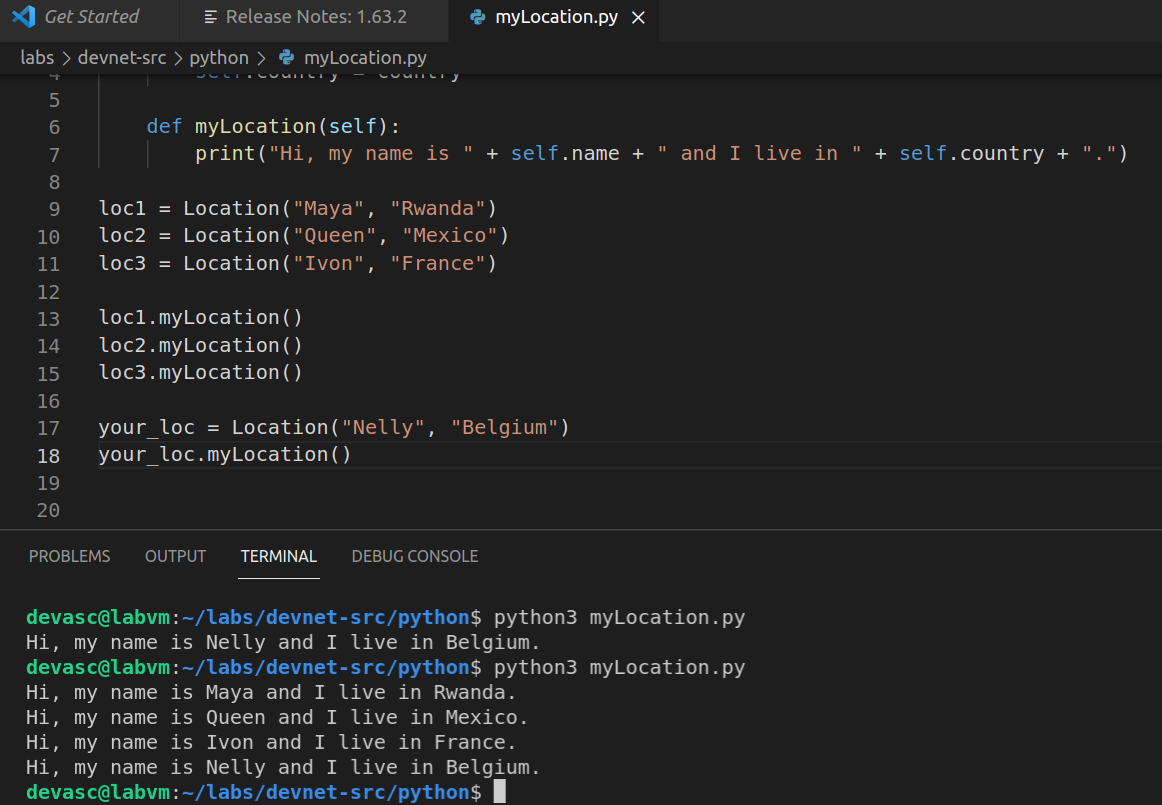 Get Started Release Notes: 1.63.2 myLocation.py
labs > devnet-src > python > myLocation.py
4 self.country = country
5
6 def myLocation(self):
7 print("Hi, my name is " + self.name + " and I live in " + self.country + ".")
8
9 loc1 = Location("Maya", "Rwanda")
10 loc2 = Location("Queen", "Mexico")
11 loc3 = Location("Ivon", "France")
12
13 loc1.myLocation()
14 loc2.myLocation()
15 loc3.myLocation()
16
17 your_loc = Location("Nelly", "Belgium")
18 your_loc.myLocation()
19
20
PROBLEMS OUTPUT TERMINAL DEBUG CONSOLE
devasc@labvm:~/labs/devnet-src/python$ python3 myLocation.py
Hi, my name is Nelly and I live in Belgium.
devasc@labvm:~/labs/devnet-src/python$ python3 myLocation.py
Hi, my name is Maya and I live in Rwanda.
Hi, my name is Queen and I live in Mexico.
Hi, my name is Ivon and I live in France.
Hi, my name is Nelly and I live in Belgium.
devasc@labvm:~/labs/devnet-src/python$